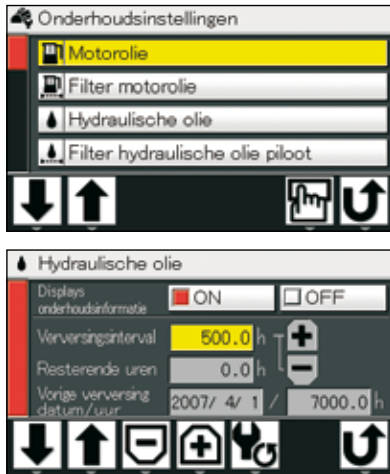 Onderhoudsinstellingen
Motorolie
Filter motorolie
Hydraulische olie
Filter hydraulische olie piloot
Hydraulische olie
Displays
onderhoudsinformatie
ON
OFF
Verversingsinterval
500.0 h
Resterende uren
0.0 h
Vorige verversing
datum/uur
2007/ 4/ 1 / 7000.0 h